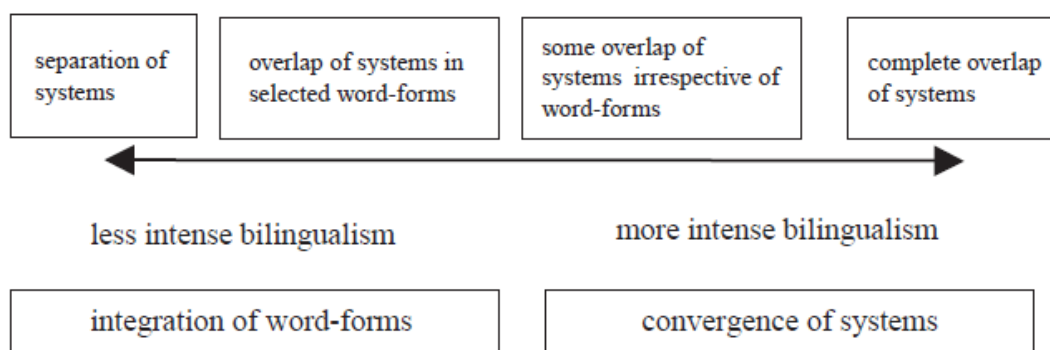 separation of
systems
overlap of systems in
selected word-forms
some overlap of
systems irrespective of
word-forms
complete overlap
of systems
less intense bilingualism
more intense bilingualism
integration of word-forms
convergence of systems